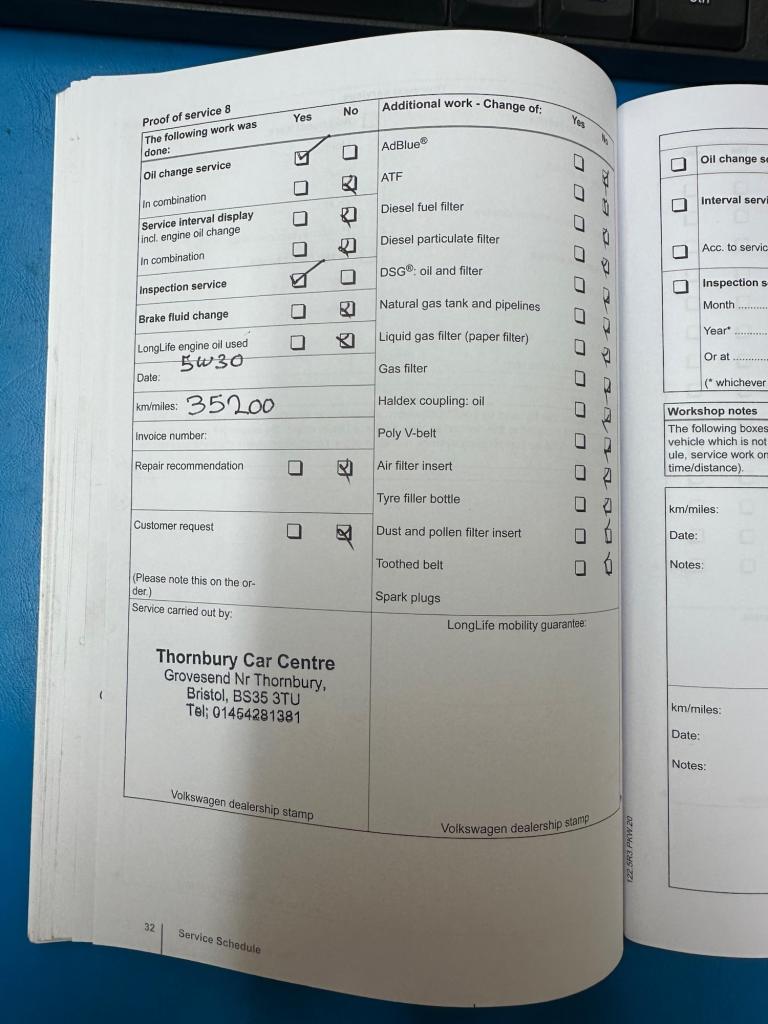 Proof of service 8
The following work was done:
Yes
No
Oil change service
In combination
Service interval display
incl. engine oil change
In combination
Inspection service
Brake fluid change
LongLife engine oil used
5W30
Date:
km/miles: 35200
Invoice number:
Repair recommendation
Customer request
(Please note this on the or-
der.)
Service carried out by:
Thornbury Car Centre
Grovesend Nr Thornbury,
Bristol, BS35 3TU
Tel; 01454281381
Volkswagen dealership stamp
Additional work - Change of:
Yes
No
AdBlue®
ATF
Diesel fuel filter
Diesel particulate filter
DSG®: oil and filter
Natural gas tank and pipelines
Liquid gas filter (paper filter)
Gas filter
Haldex coupling: oil
Poly V-belt
Air filter insert
Tyre filler bottle
Dust and pollen filter insert
Toothed belt
Spark plugs
LongLife mobility guarantee:
Volkswagen dealership stamp
32
Service Schedule
122.5R3.PKW.20
Oil change se
Interval servi
Acc. to servic
Inspection s
Month ..........
Year* ..........
Or at ..........
(* whichever
Workshop notes
The following boxes
vehicle which is not
ule, service work on
time/distance).
km/miles:
Date:
Notes:
km/miles:
Date:
Notes: